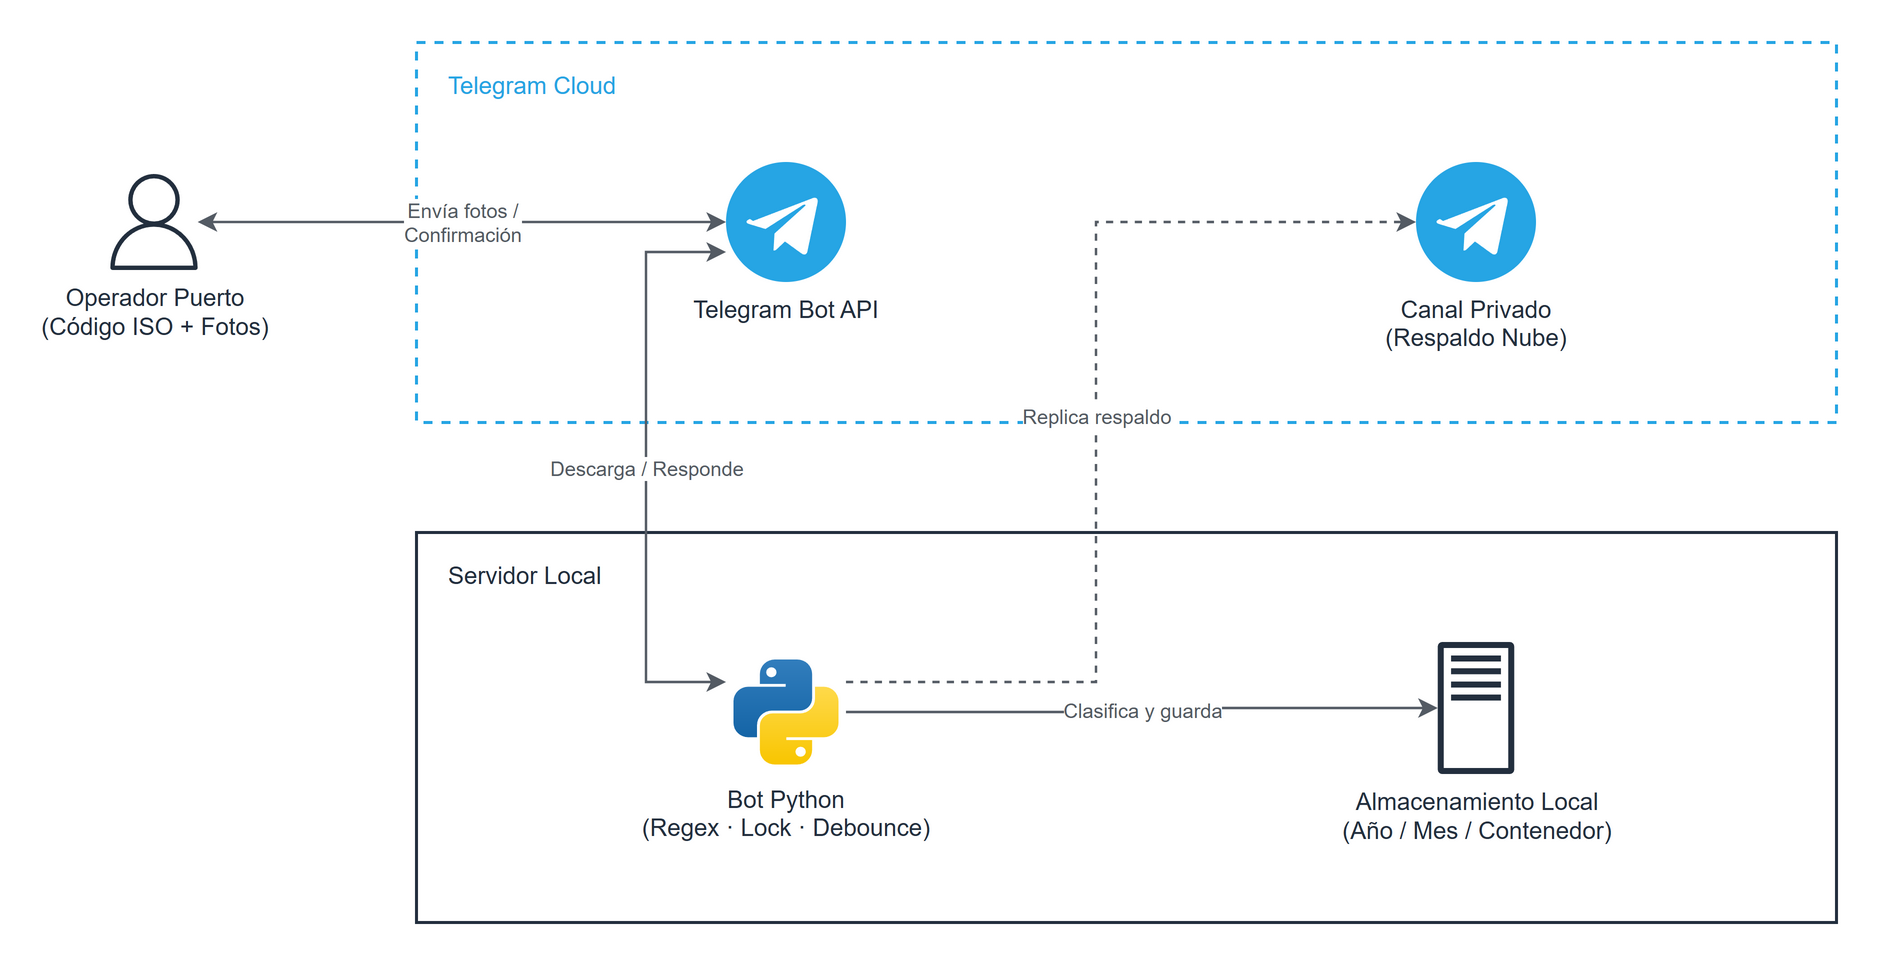 Telegram Cloud
Envía fotos /
Confirmación
Operador Puerto
(Código ISO + Fotos)
Telegram Bot API
Canal Privado
(Respaldo Nube)
Replica respaldo
Descarga / Responde
Servidor Local
Clasifica y guarda
Bot Python
(Regex · Lock · Debounce)
Almacenamiento Local
(Año / Mes / Contenedor)